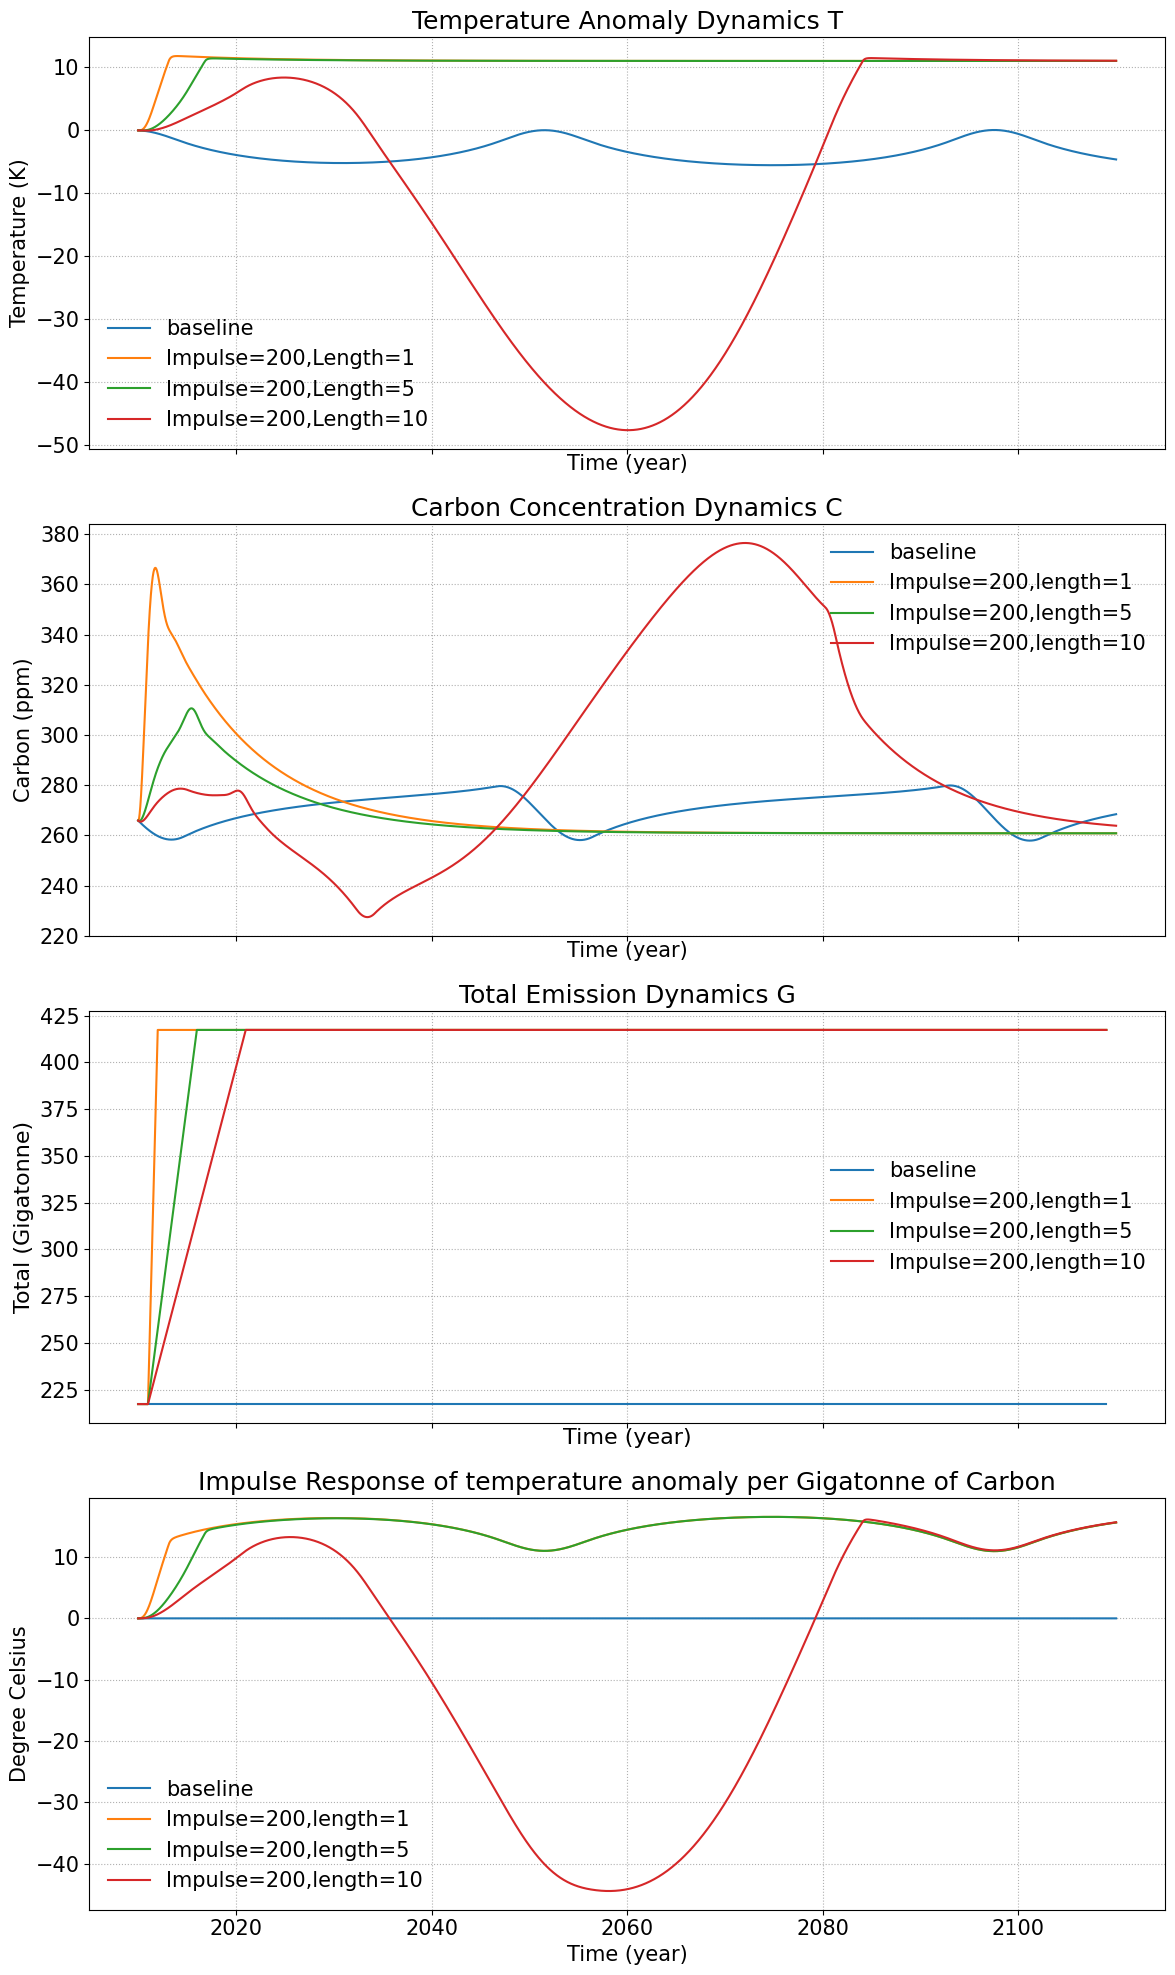 Temperature Anomaly Dynamics T
10
0
−10
−20
−30
−40
−50
Temperature (K)
baseline
Impulse=200,Length=1
Impulse=200,Length=5
Impulse=200,Length=10
Time (year)
Carbon Concentration Dynamics C
380
360
340
320
300
280
260
240
220
Carbon (ppm)
baseline
Impulse=200,length=1
Impulse=200,length=5
Impulse=200,length=10
Time (year)
Total Emission Dynamics G
425
400
375
350
325
300
275
250
225
Total (Gigatonne)
baseline
Impulse=200,length=1
Impulse=200,length=5
Impulse=200,length=10
Time (year)
Impulse Response of temperature anomaly per Gigatonne of Carbon
10
0
−10
−20
−30
−40
Degree Celsius
baseline
Impulse=200,length=1
Impulse=200,length=5
Impulse=200,length=10
2020 2040 2060 2080 2100
Time (year)